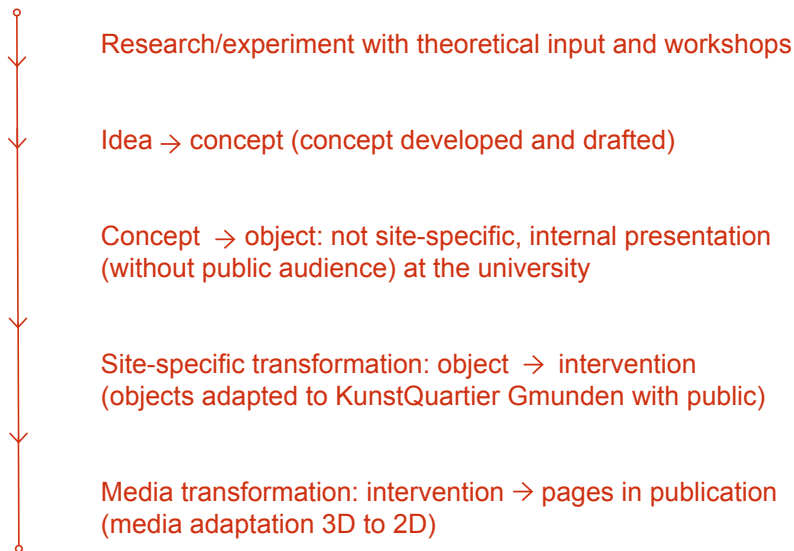 Research/experiment with theoretical input and workshops
Idea → concept (concept developed and drafted)
Concept → object: not site-specific, internal presentation
(without public audience) at the university
Site-specific transformation: object → intervention
(objects adapted to KunstQuartier Gmunden with public)
Media transformation: intervention → pages in publication
(media adaptation 3D to 2D)